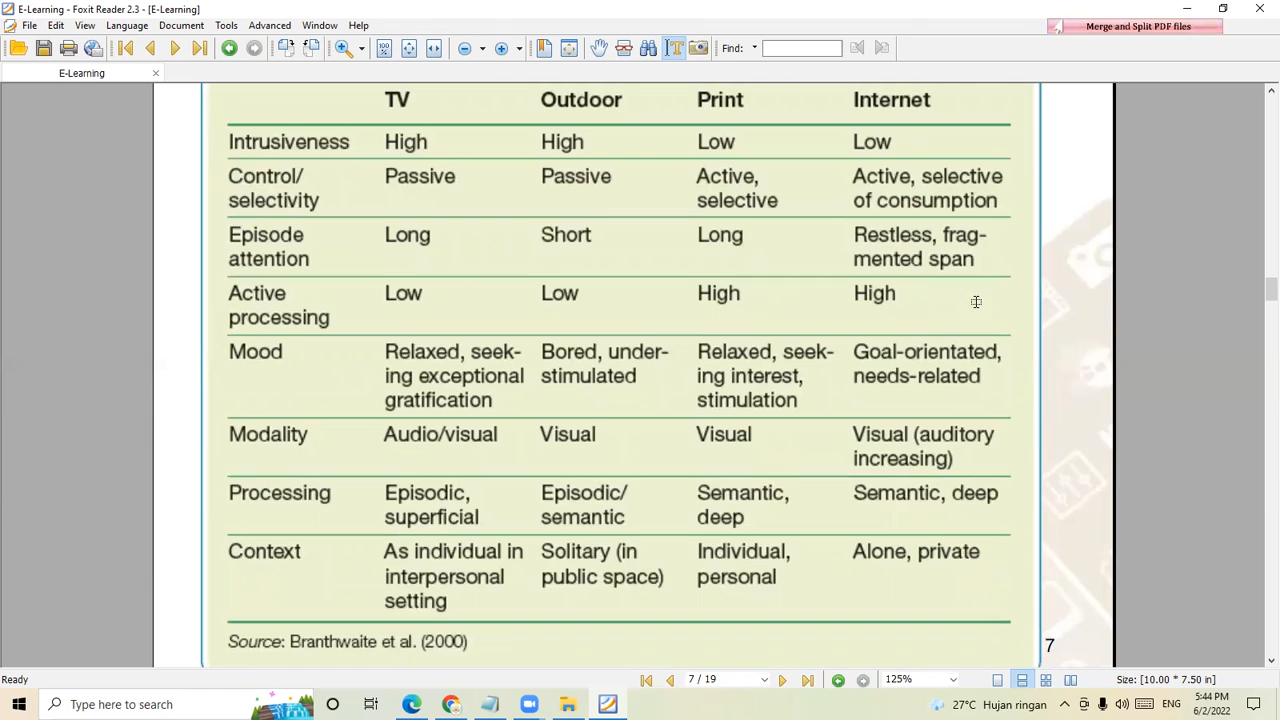 E-Learning - Foxit Reader 2.3 - [E-Learning]
File Edit View Language Document Tools Advanced Window Help
Merge and Split PDF files
Find:
E-Learning
TV Outdoor Print Internet
Intrusiveness High High Low Low
Control/ Passive Passive Active, Active, selective
selectivity selective of consumption
Episode Long Short Long Restless, frag-
attention mented span
Active Low Low High High
processing
Mood Relaxed, seek- Bored, under- Relaxed, seek- Goal-orientated,
ing exceptional stimulated ing interest, needs-related
gratification stimulation
Modality Audio/visual Visual Visual Visual (auditory
increasing)
Processing Episodic, Episodic/ Semantic, Semantic, deep
superficial semantic deep
Context As individual in Solitary (in Individual, Alone, private
interpersonal public space) personal
setting
Source: Branthwaite et al. (2000)
7
Ready 7 / 19 125% Size: [10.00 * 7.50 in]
Type here to search 27°C Hujan ringan 5:44 PM
6/2/2022